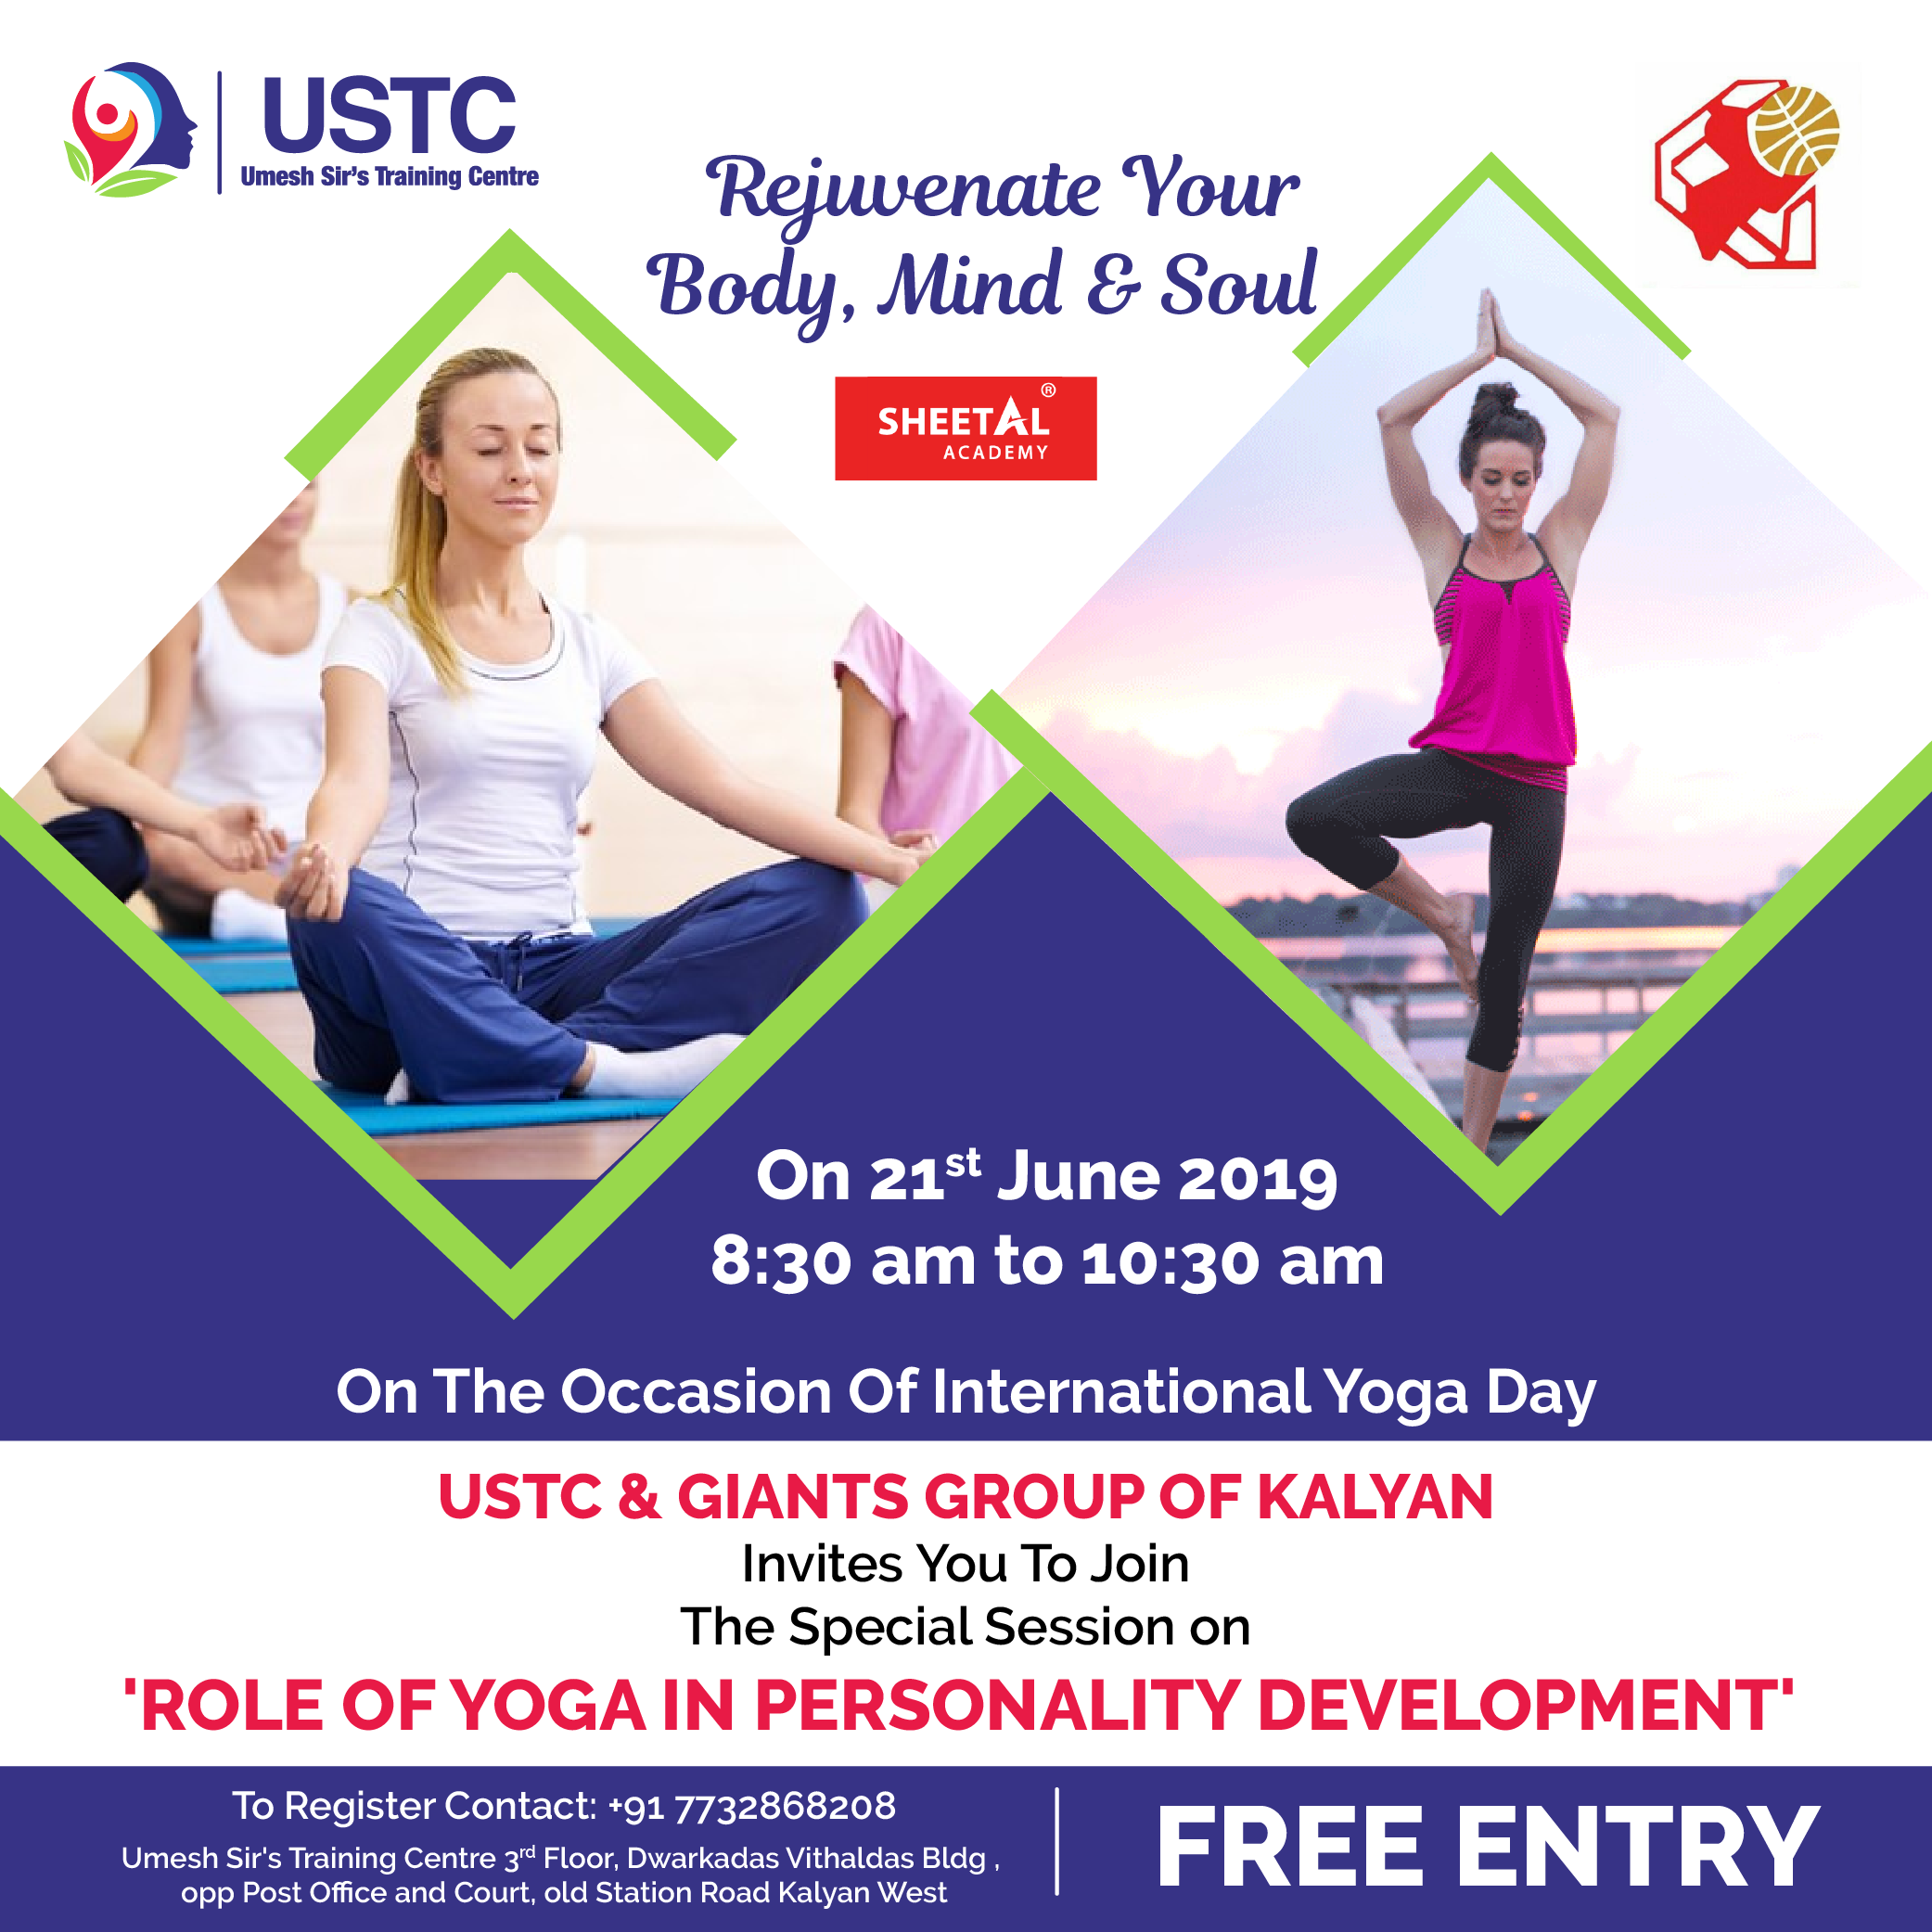 USTC
Umesh Sir's Training Centre
Rejuvenate Your
Body, Mind & Soul
SHEETAL®
ACADEMY
On 21st June 2019
8:30 am to 10:30 am
On The Occasion Of International Yoga Day
USTC & GIANTS GROUP OF KALYAN
Invites You To Join
The Special Session on
'ROLE OF YOGA IN PERSONALITY DEVELOPMENT'
To Register Contact: +91 7732868208
Umesh Sir's Training Centre 3rd Floor, Dwarkadas Vithaldas Bldg ,
opp Post Office and Court, old Station Road Kalyan West
FREE ENTRY